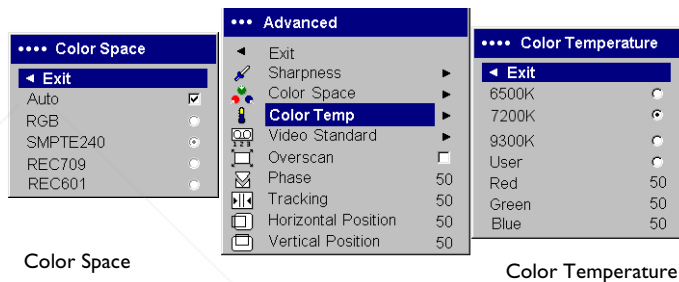 •••• Color Space
◄ Exit
Auto
RGB
SMPTE240
REC709
REC601
Color Space
••• Advanced
◄ Exit
Sharpness ►
Color Space ►
Color Temp ►
Video Standard ►
Overscan
Phase 50
Tracking 50
Horizontal Position 50
Vertical Position 50
•••• Color Temperature
◄ Exit
6500K
7200K
9300K
User
Red 50
Green 50
Blue 50
Color Temperature